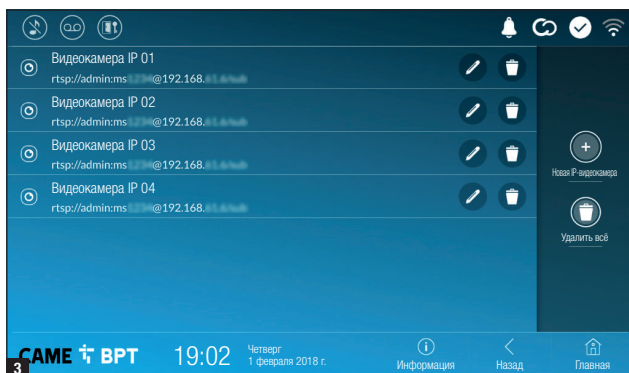 Видеокамера IP 01
rtsp://admin:ms @192.168.
Видеокамера IP 02
rtsp://admin:ms @192.168.
Видеокамера IP 03
rtsp://admin:ms @192.168.
Видеокамера IP 04
rtsp://admin:ms @192.168.
Новая IP-видеокамера
Удалить всё
3
CAME BPT
19:02
Четверг
1 февраля 2018 г.
Информация
Назад
Главная